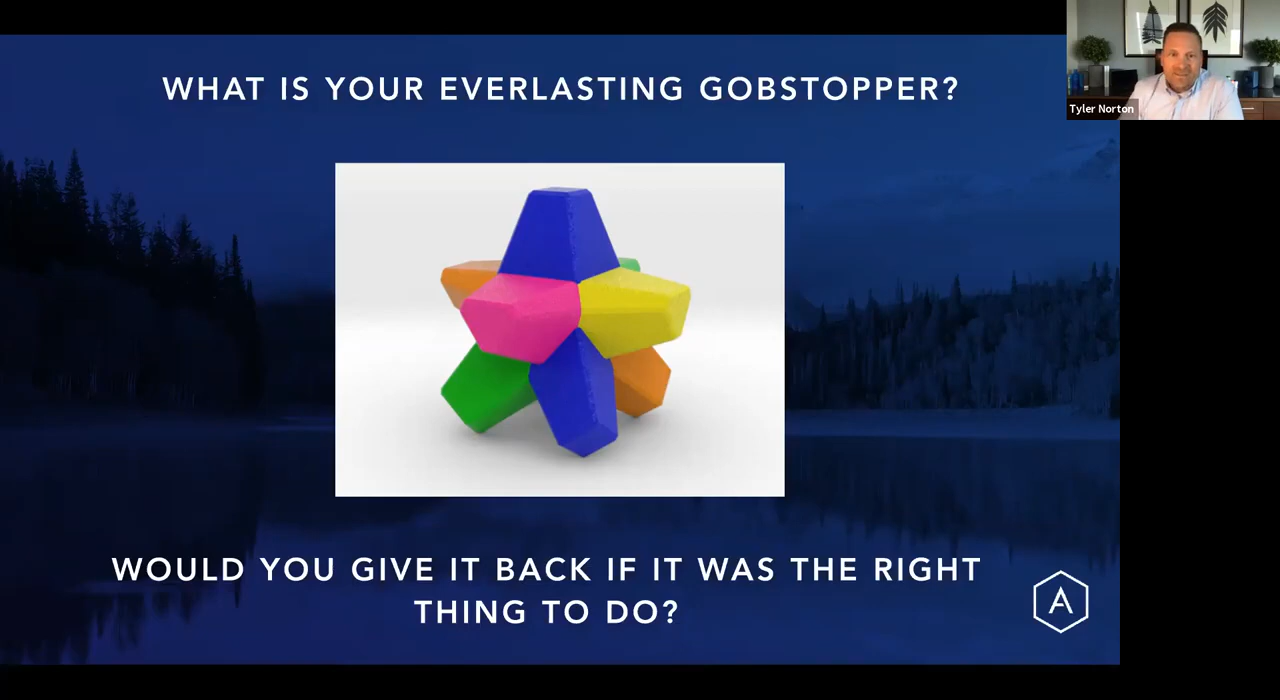 WHAT IS YOUR EVERLASTING GOBSTOPPER?
Tyler Norton
WOULD YOU GIVE IT BACK IF IT WAS THE RIGHT
THING TO DO?
A